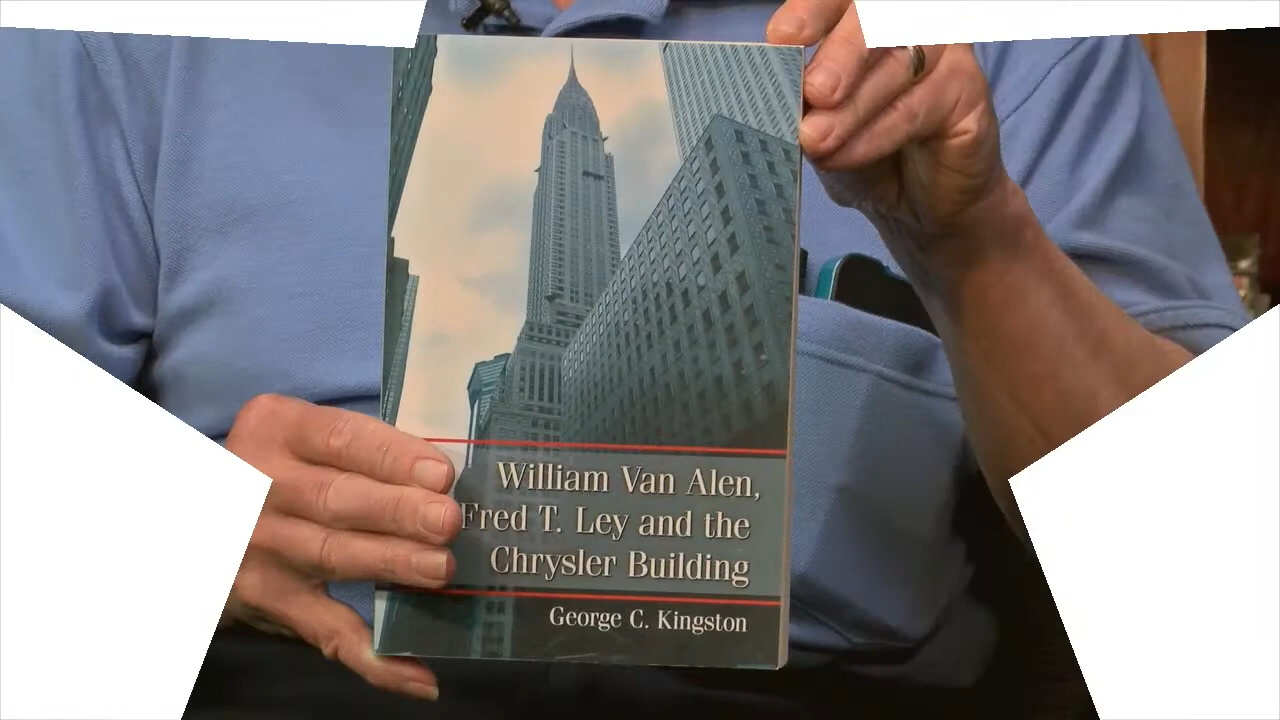 William Van Alen,
Fred T. Ley and the
Chrysler Building
George C. Kingston